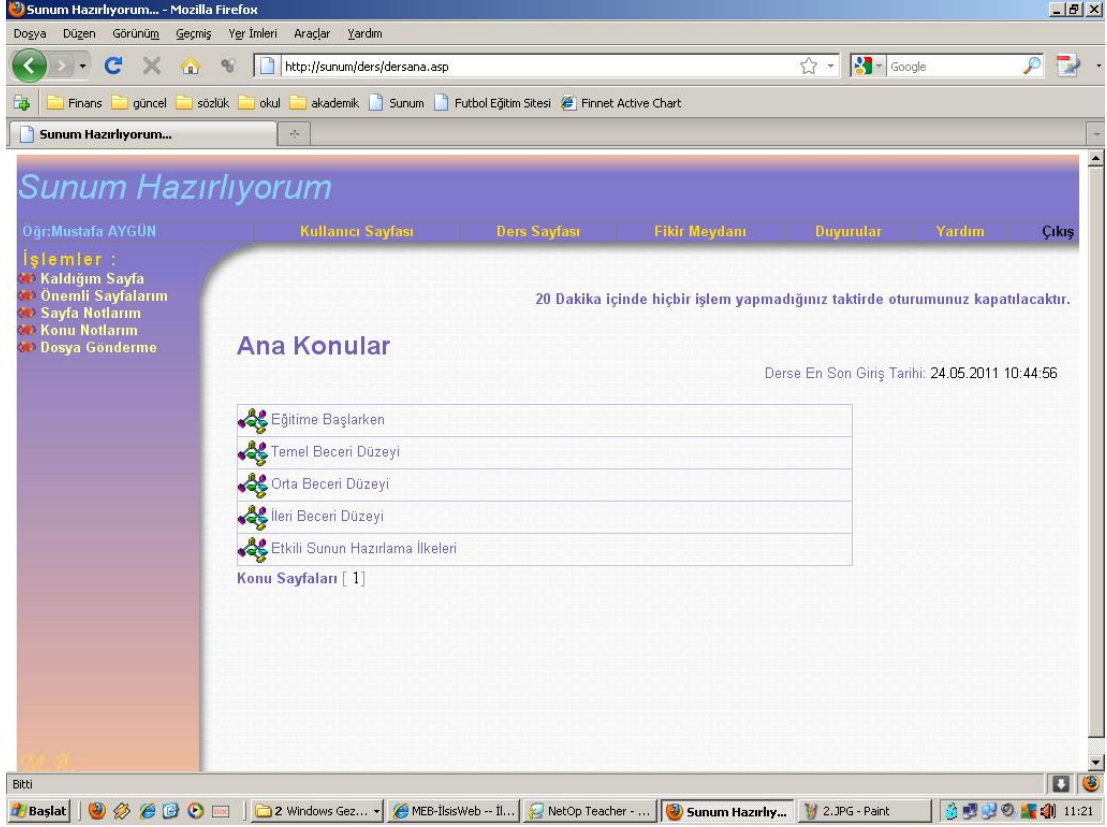 Sunum Hazırlıyorum... - Mozilla Firefox
Dosya Düzen Görünüm Geçmiş Yer İmleri Araçlar Yardım
http://sunum/ders/dersana.asp Google
Finans güncel sözlük okul akademik Sunum Futbol Eğitim Sitesi Finnet Active Chart
Sunum Hazırlıyorum...
Sunum Hazırlıyorum
Öğr:Mustafa AYGÜN Kullanıcı Sayfası Ders Sayfası Fikir Meydanı Duyurular Yardım Çıkış
İşlemler :
Kaldığım Sayfa
Önemli Sayfalarım
Sayfa Notlarım
Konu Notlarım
Dosya Gönderme
20 Dakika içinde hiçbir işlem yapmadığınız taktirde oturumunuz kapatılacaktır.
Ana Konular
Derse En Son Giriş Tarihi: 24.05.2011 10:44:56
Eğitime Başlarken
Temel Beceri Düzeyi
Orta Beceri Düzeyi
İleri Beceri Düzeyi
Etkili Sunun Hazırlama İlkeleri
Konu Sayfaları [ 1]
M.A.
Bitti
Başlat 2 Windows Gez... MEB-İlsisWeb -- İl... NetOp Teacher - ... Sunum Hazırlıy... 2.JPG - Paint 11:21